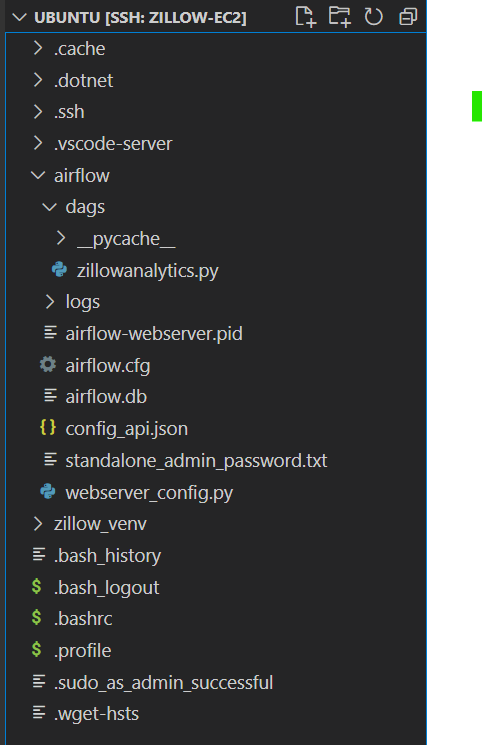 UBUNTU [SSH: ZILLOW-EC2]
.cache
.dotnet
.ssh
.vscode-server
airflow
dags
__pycache__
zillowanalytics.py
logs
airflow-webserver.pid
airflow.cfg
airflow.db
config_api.json
standalone_admin_password.txt
webserver_config.py
zillow_venv
.bash_history
.bash_logout
.bashrc
.profile
.sudo_as_admin_successful
.wget-hsts